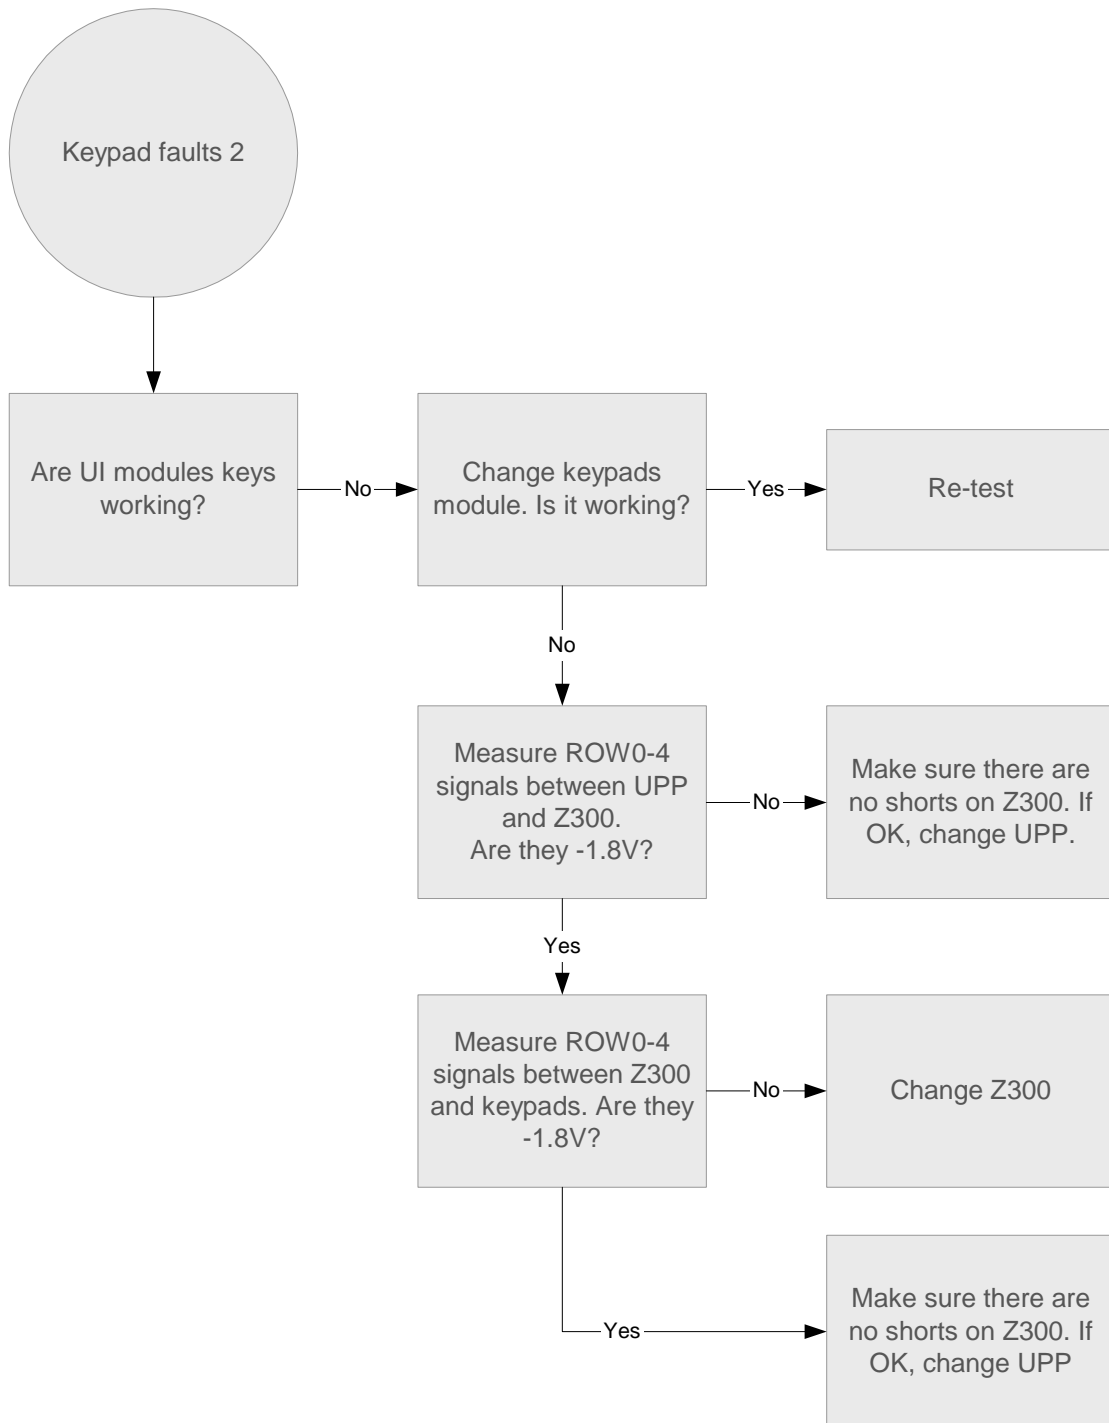 Keypad faults 2
Are UI modules keys
working?
No
Change keypads
module. Is it working?
Yes
Re-test
No
Measure ROW0-4
signals between UPP
and Z300.
Are they -1.8V?
No
Make sure there are
no shorts on Z300. If
OK, change UPP.
Yes
Measure ROW0-4
signals between Z300
and keypads. Are they
-1.8V?
No
Change Z300
Yes
Make sure there are
no shorts on Z300. If
OK, change UPP